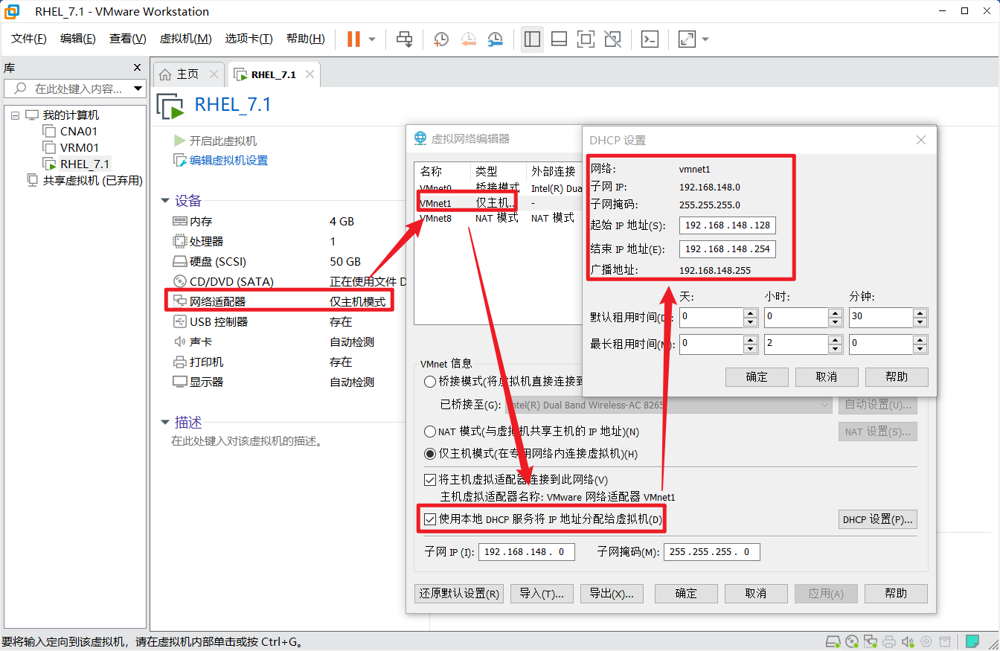 RHEL_7.1 - VMware Workstation
文件(F) 编辑(E) 查看(V) 虚拟机(M) 选项卡(T) 帮助(H)
库
在此处键入内容...
我的计算机
CNA01
VRM01
RHEL_7.1
共享虚拟机 (已弃用)
主页
RHEL_7.1
RHEL_7.1
开启此虚拟机
编辑虚拟机设置
设备
内存 4 GB
处理器 1
硬盘 (SCSI) 50 GB
CD/DVD (SATA) 正在使用文件 D
网络适配器 仅主机模式
USB 控制器 存在
声卡 自动检测
打印机 存在
显示器 自动检测
描述
在此处键入对该虚拟机的描述。
虚拟网络编辑器
名称 类型 外部连接
VMnet0 桥接模式 Intel(R) Dua
VMnet1 仅主机... -
VMnet8 NAT 模式 NAT 模式
VMnet 信息
桥接模式(将虚拟机直接连接到
已桥接至(G): Intel(R) Dual Band Wireless-AC 8265 自动设置(U)...
NAT 模式(与虚拟机共享主机的 IP 地址)(N) NAT 设置(S)...
仅主机模式(在专用网络内连接虚拟机)(H)
将主机虚拟适配器连接到此网络(V)
主机虚拟适配器名称: VMware 网络适配器 VMnet1
使用本地 DHCP 服务将 IP 地址分配给虚拟机(D) DHCP 设置(P)...
子网 IP (I): 192.168.148. 0 子网掩码(M): 255.255.255. 0
还原默认设置(R) 导入(T)... 导出(X)... 确定 取消 应用(A) 帮助
DHCP 设置
网络: vmnet1
子网 IP: 192.168.148.0
子网掩码: 255.255.255.0
起始 IP 地址(S): 192.168.148.128
结束 IP 地址(E): 192.168.148.254
广播地址: 192.168.148.255
天: 小时: 分钟:
默认租用时间(D): 0 0 30
最长租用时间(M): 0 2 0
确定 取消 帮助
要将输入定向到该虚拟机，请在虚拟机内部单击或按 Ctrl+G。